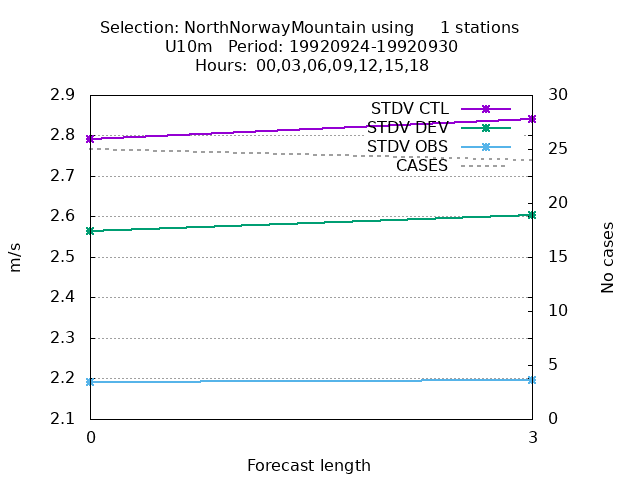 Selection: NorthNorwayMountain using     1 stations
U10m   Period: 19920924-19920930
Hours:  00,03,06,09,12,15,18
2.9
2.8
2.7
2.6
2.5
2.4
2.3
2.2
2.1
30
25
20
15
10
5
0
STDV CTL
STDV DEV
STDV OBS
CASES
m/s
No cases
0
3
Forecast length